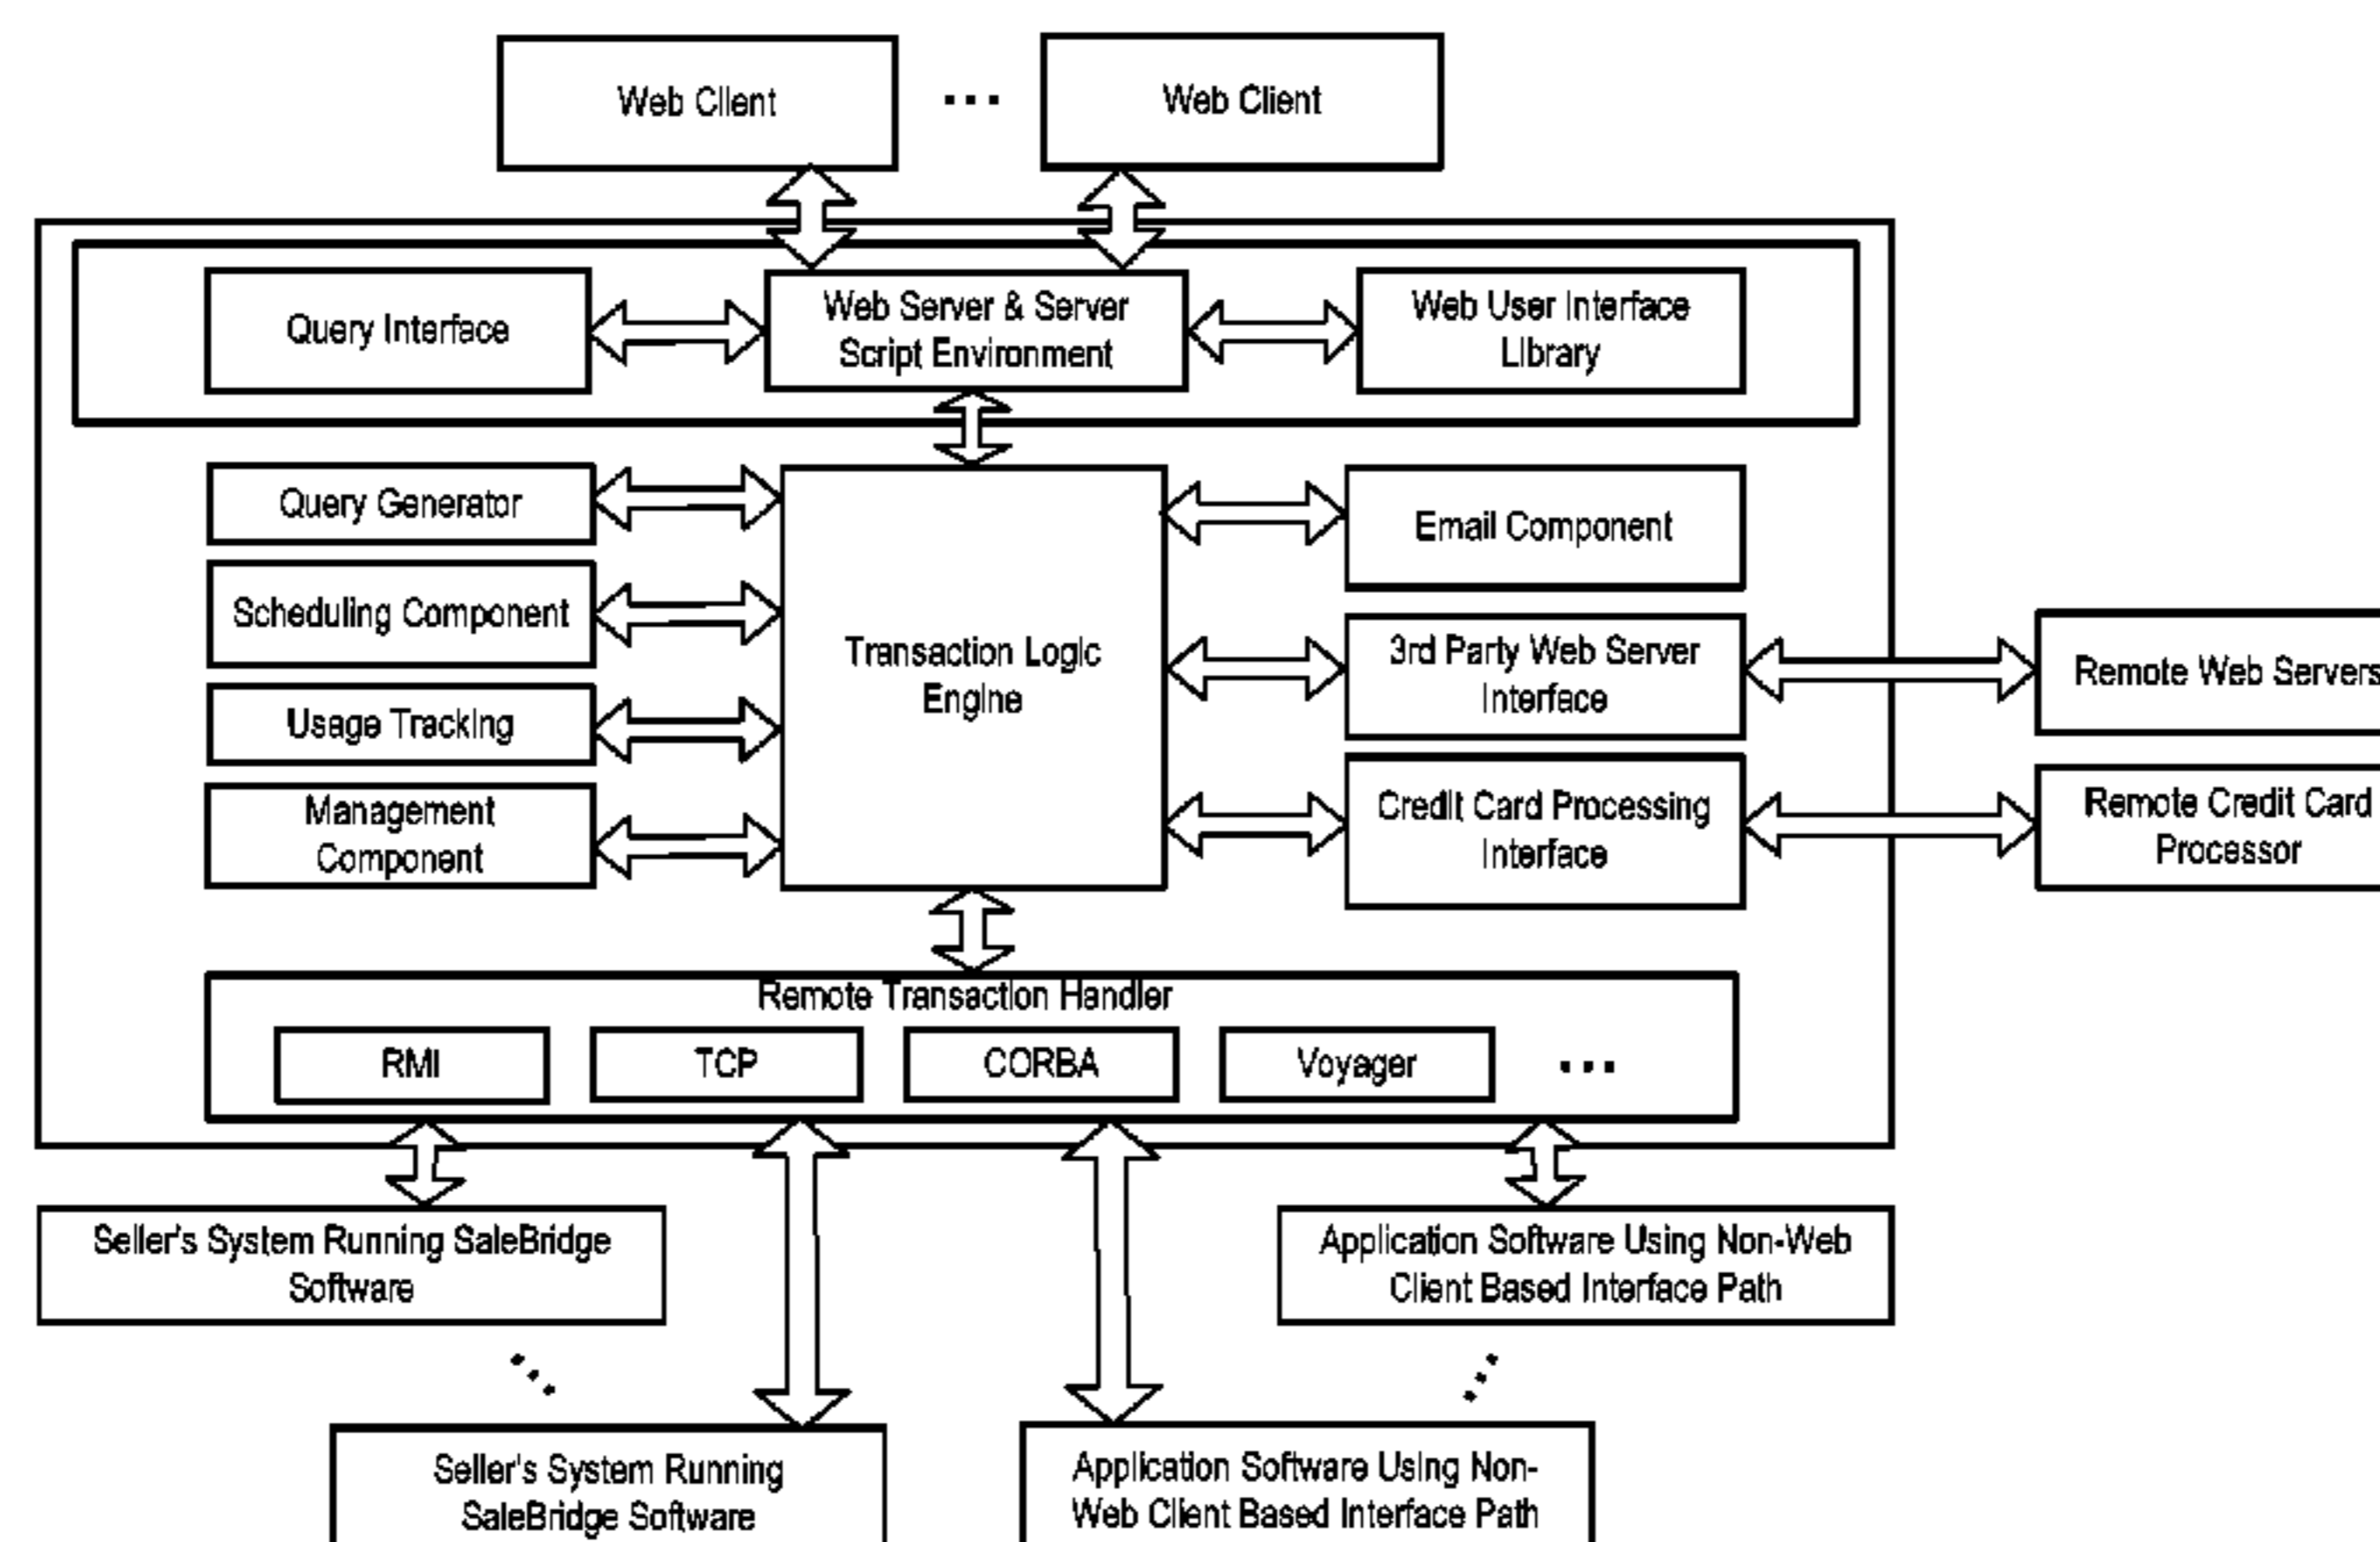 Web Client
...
Web Client
Query Interface
Web Server & Server
Script Environment
Web User Interface
Library
Query Generator
Scheduling Component
Usage Tracking
Management
Component
Transaction Logic
Engine
Email Component
3rd Party Web Server
Interface
Credit Card Processing
Interface
Remote Web Servers
Remote Credit Card
Processor
Remote Transaction Handler
RMI
TCP
CORBA
Voyager
...
Seller's System Running SaleBridge
Software
Application Software Using Non-Web
Client Based Interface Path
...
...
Seller's System Running
SaleBridge Software
Application Software Using Non-
Web Client Based Interface Path